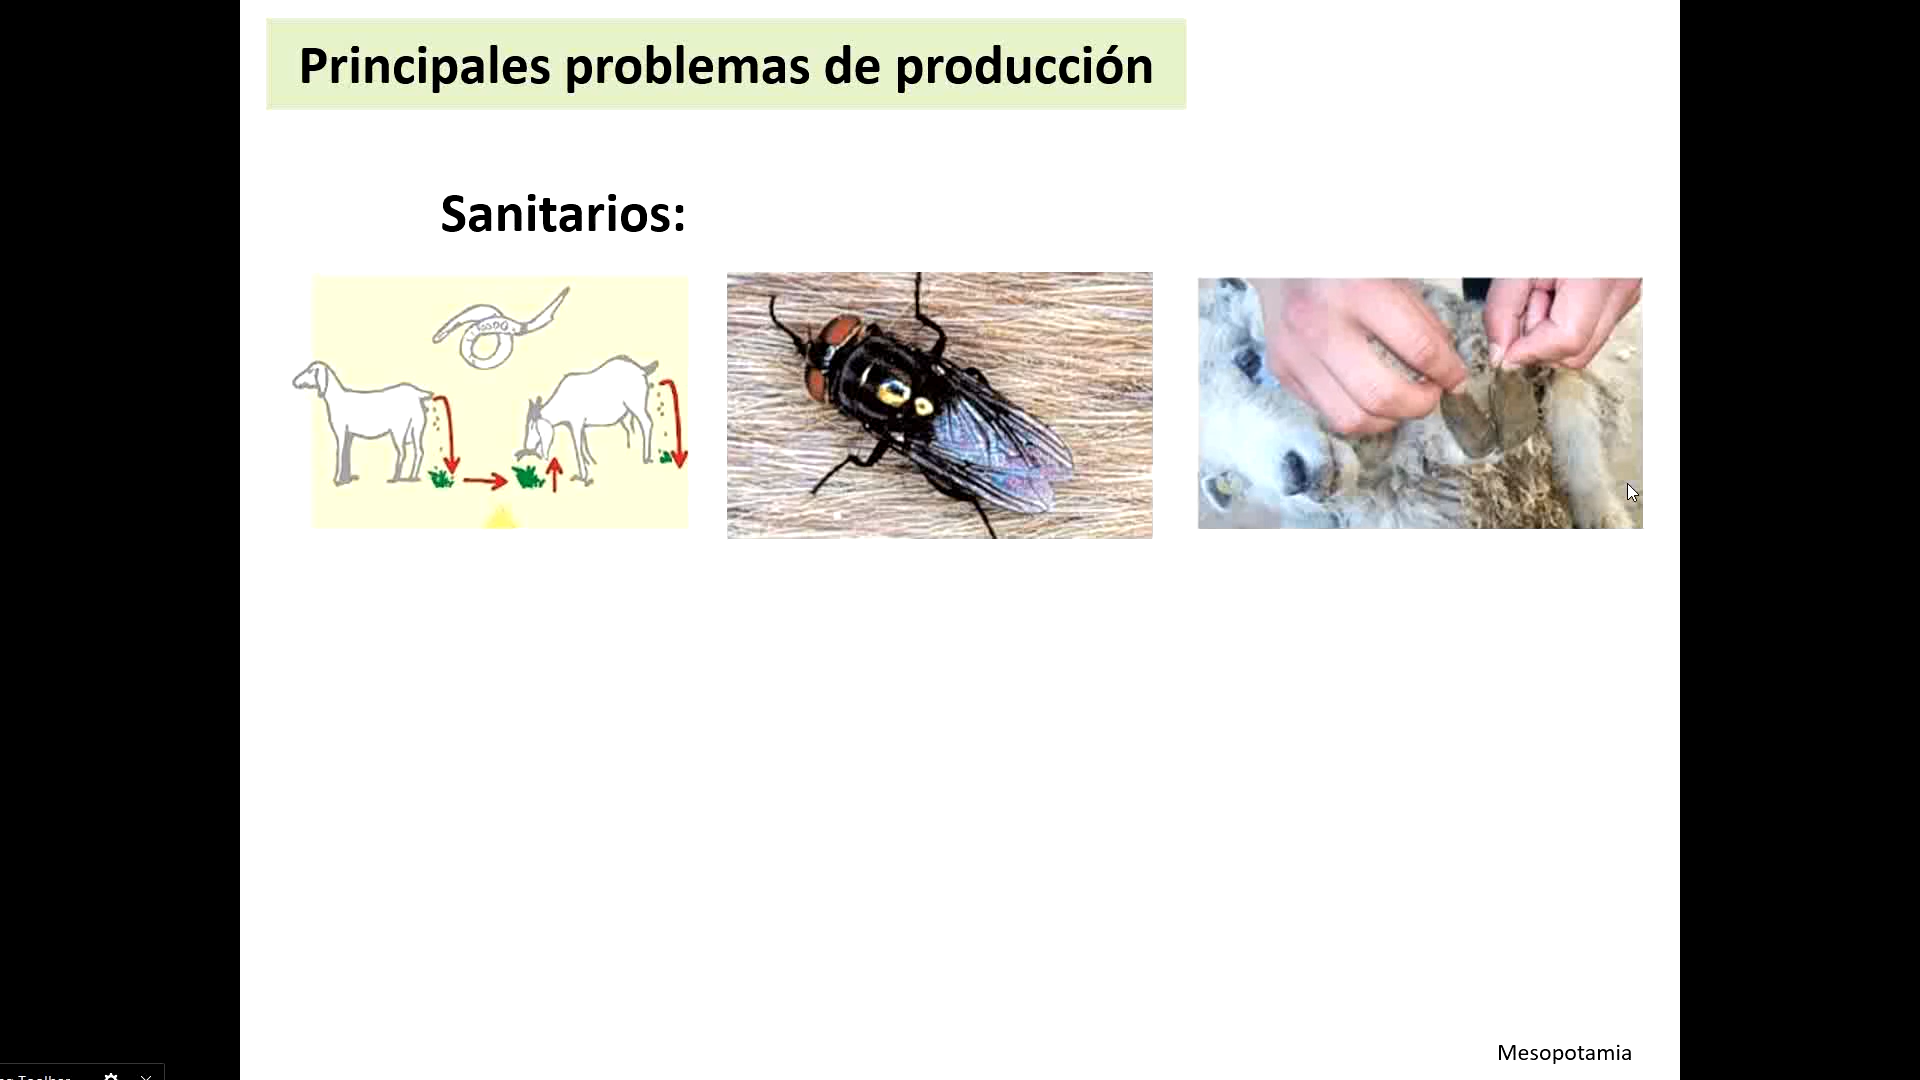 Principales problemas de producción
Sanitarios:
Mesopotamia